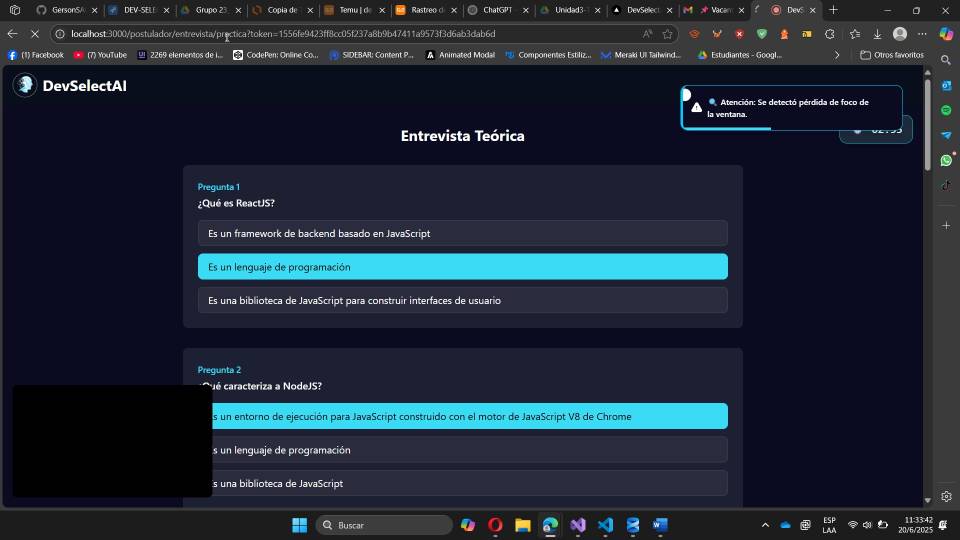 GersonSA
DEV-SELE
Grupo 23
Copia de
Temu | de
Rastreo de
ChatGPT
Unidad3-
DevSelect
Vacan
DevS
localhost:3000/postulador/entrevista/practica?token=1556fe9423ff8cc05f237a8b9b47411a9573f3d6ab3dab6d
(1) Facebook
(7) YouTube
2269 elementos de i...
CodePen: Online Co...
SIDEBAR: Content P...
Animated Modal
Componentes Estiliz...
Meraki UI Tailwind...
Estudiantes - Googl...
Otros favoritos
DevSelectAI
Atención: Se detectó pérdida de foco de
la ventana.
Entrevista Teórica
Pregunta 1
¿Qué es ReactJS?
Es un framework de backend basado en JavaScript
Es un lenguaje de programación
Es una biblioteca de JavaScript para construir interfaces de usuario
Pregunta 2
¿Qué caracteriza a NodeJS?
Es un entorno de ejecución para JavaScript construido con el motor de JavaScript V8 de Chrome
Es un lenguaje de programación
Es una biblioteca de JavaScript
Buscar
ESP
LAA
11:33:42
20/6/2025